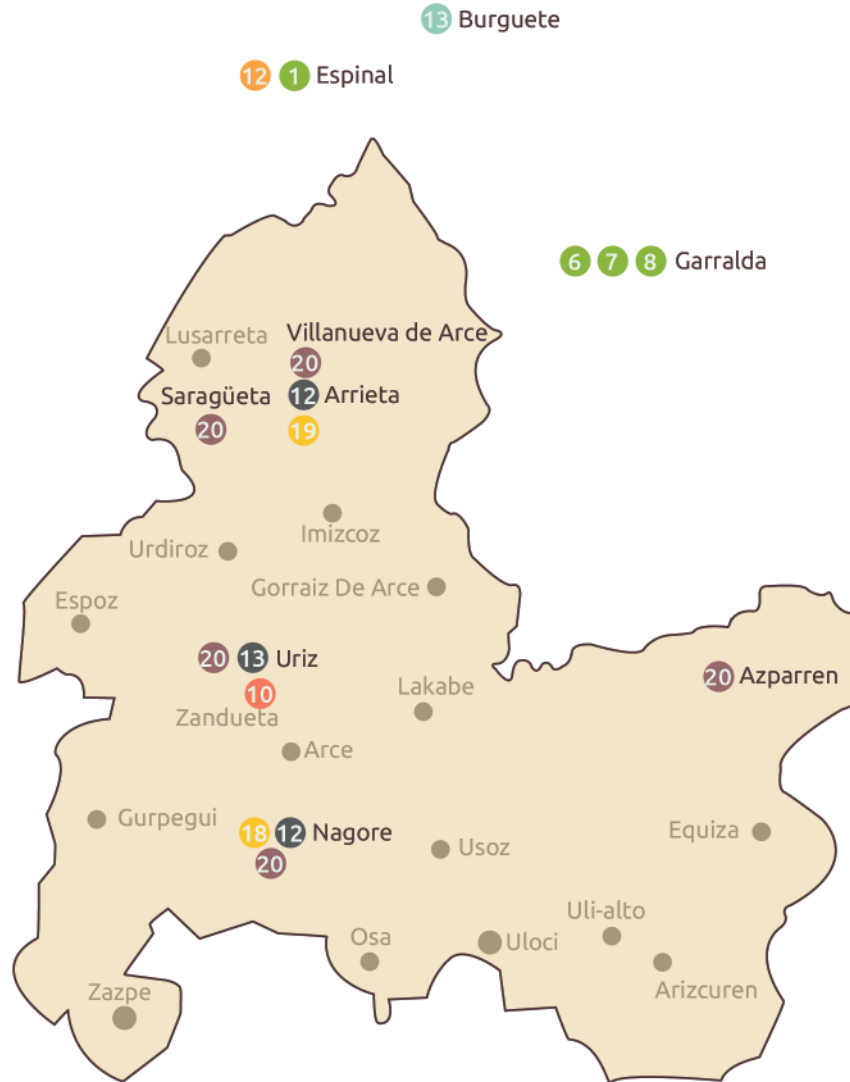 13 Burguete
12 1 Espinal
6 7 8 Garralda
Lusarreta
Villanueva de Arce
20
Saragüeta
12 Arrieta
20
19
Imizcoz
Urdiroz
Gorraiz De Arce
Espoz
20 13 Uriz
10
Zandueta
Lakabe
20 Azparren
Arce
Gurpegui
18 12 Nagore
20
Usoz
Equiza
Uli-alto
Osa
Uloci
Arizcuren
Zazpe